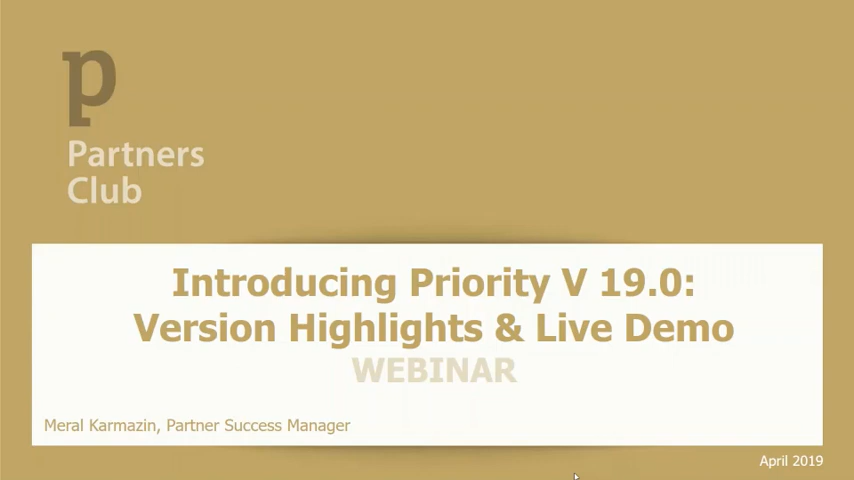 p
Partners
Club
Introducing Priority V 19.0:
Version Highlights & Live Demo
WEBINAR
Meral Karmazin, Partner Success Manager
April 2019